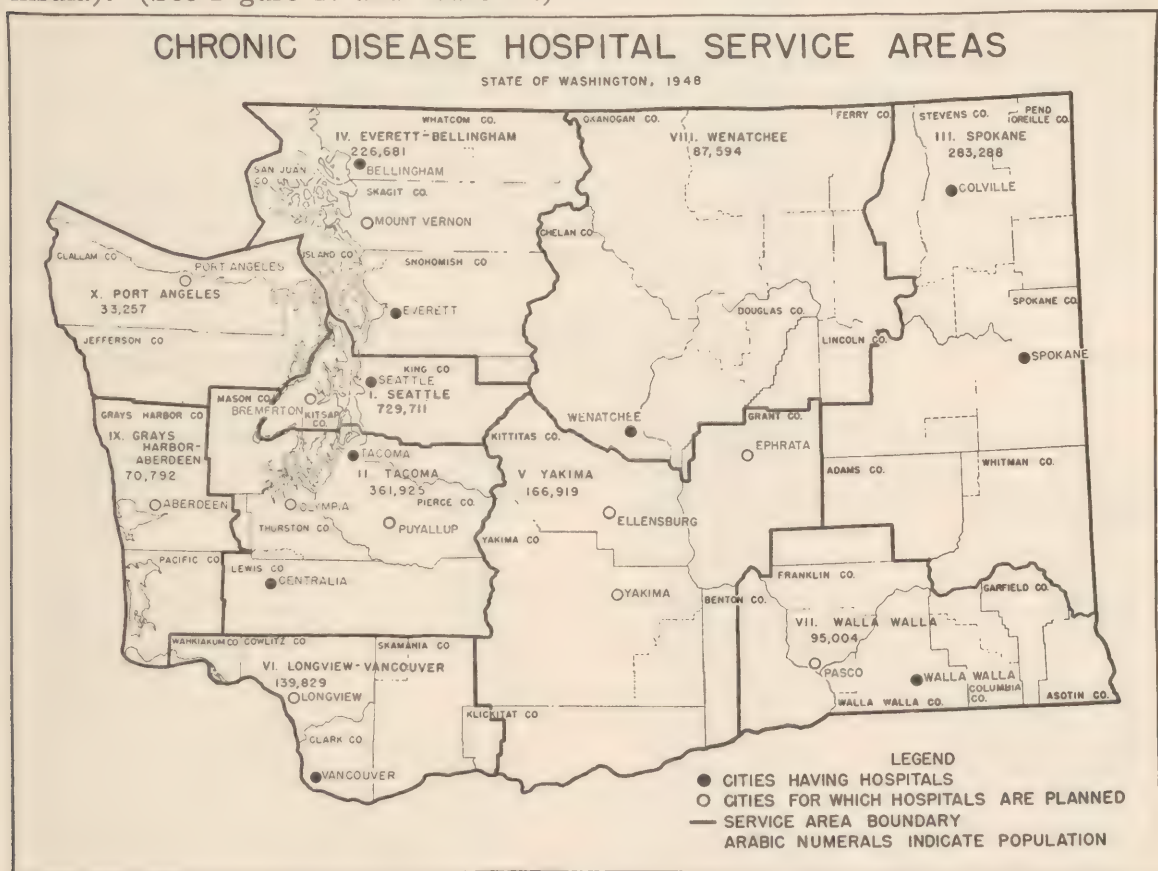 CHRONIC DISEASE HOSPITAL SERVICE AREAS
STATE OF WASHINGTON, 1948
WHATCOM CO.
OKANOGAN CO.
FERRY CO.
STEVENS CO.
PEND
OREILLE CO.
IV. EVERETT-BELLINGHAM
226,681
BELLINGHAM
VIII. WENATCHEE
87,594
III. SPOKANE
283,288
COLVILLE
SAN JUAN
CO.
SKAGIT CO.
MOUNT VERNON
CHELAN CO
CLALLAM CO
PORT ANGELES
ISLAND CO
SNOHOMISH CO
X. PORT ANGELES
33,257
EVERETT
DOUGLAS CO.
SPOKANE CO.
JEFFERSON CO
LINCOLN CO.
KING CO
SEATTLE
I. SEATTLE
729,711
SPOKANE
MASON CO.
BREMERTON
KITSAP
CO.
GRAYS HARBOR CO
WENATCHEE
GRANT CO.
IX. GRAYS
HARBOR-
ABERDEEN
70,792
KITTITAS CO.
EPHRATA
TACOMA
II TACOMA
361,925
V YAKIMA
166,919
ADAMS CO.
WHITMAN CO.
ABERDEEN
OLYMPIA
PIERCE CO.
PUYALLUP
ELLENSBURG
THURSTON CO
YAKIMA CO
PACIFIC CO
LEWIS CO
CENTRALIA
YAKIMA
BENTON CO.
FRANKLIN CO.
GARFIELD CO.
VII. WALLA WALLA
95,004
WAHKIAKUM CO
COWLITZ CO
SKAMANIA CO
VI. LONGVIEW-VANCOUVER
139,829
LONGVIEW
PASCO
WALLA WALLA
COLUMBIA
CO.
ASOTIN CO.
KLICKITAT CO
WALLA WALLA CO.
CLARK CO
VANCOUVER
LEGEND
CITIES HAVING HOSPITALS
CITIES FOR WHICH HOSPITALS ARE PLANNED
SERVICE AREA BOUNDARY
ARABIC NUMERALS INDICATE POPULATION